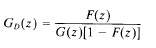 G_D(z) = F(z) / G(z)[1 - F(z)]